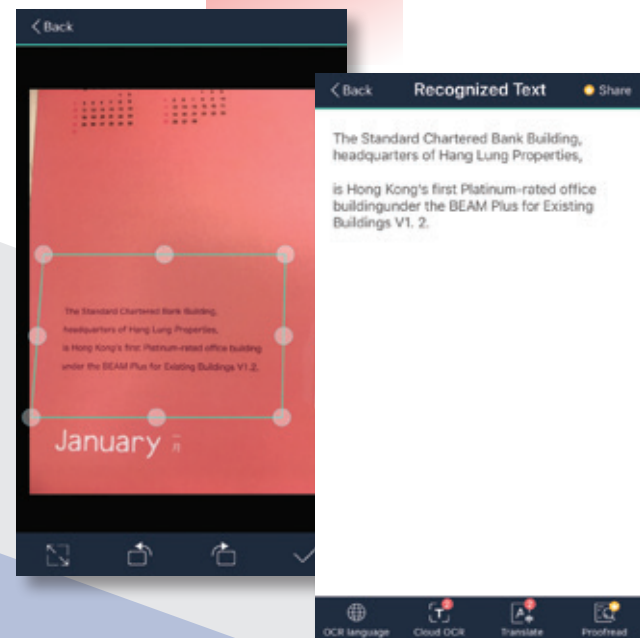 Back
The Standard Chartered Bank Building,
headquarters of Hang Lung Properties,
is Hong Kong's first Platinum-rated office building
under the BEAM Plus for Existing Buildings V1.2.
January 一月
Back
Recognized Text
Share
The Standard Chartered Bank Building,
headquarters of Hang Lung Properties,
is Hong Kong's first Platinum-rated office
buildingunder the BEAM Plus for Existing
Buildings V1. 2.
OCR language
Cloud OCR
Translate
Proofread